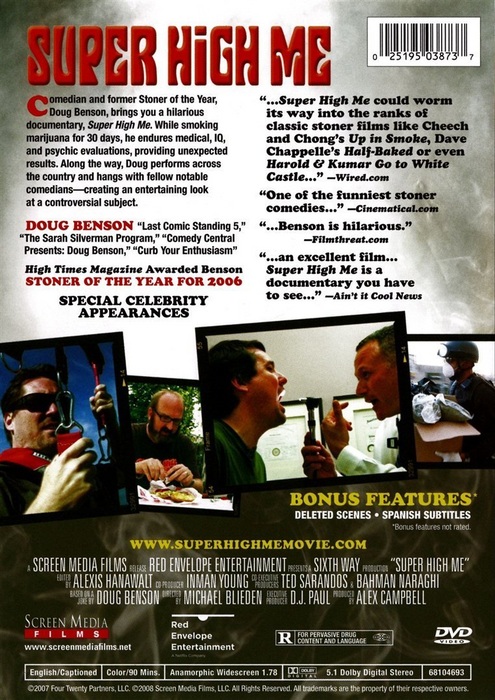 SUPER HiGH ME
0 25195 03873 7
Comedian and former Stoner of the Year,
Doug Benson, brings you a hilarious
documentary, Super High Me. While smoking
marijuana for 30 days, he endures medical, IQ,
and psychic evaluations, providing unexpected
results. Along the way, Doug performs across
the country and hangs with fellow notable
comedians—creating an entertaining look
at a controversial subject.
DOUG BENSON "Last Comic Standing 5,"
"The Sarah Silverman Program," "Comedy Central
Presents: Doug Benson," "Curb Your Enthusiasm"
High Times Magazine Awarded Benson
STONER OF THE YEAR FOR 2006
SPECIAL CELEBRITY
APPEARANCES
"...Super High Me could worm
its way into the ranks of
classic stoner films like Cheech
and Chong's Up in Smoke, Dave
Chappelle's Half-Baked or even
Harold & Kumar Go to White
Castle..." —Wired.com
"One of the funniest stoner
comedies..." —Cinematical.com
"...Benson is hilarious."
—Filmthreat.com
"...an excellent film...
Super High Me is a
documentary you have
to see..." —Ain't it Cool News
BONUS FEATURES*
DELETED SCENES • SPANISH SUBTITLES
*Bonus features not rated.
WWW.SUPERHIGHMEMOVIE.COM
A SCREEN MEDIA FILMS RELEASE RED ENVELOPE ENTERTAINMENT PRESENTS A SIXTH WAY PRODUCTION "SUPER HIGH ME"
EDITED BY ALEXIS HANAWALT CO-PRODUCER INMAN YOUNG CO-EXECUTIVE PRODUCERS TED SARANDOS & BAHMAN NARAGHI
BASED ON A JOKE BY DOUG BENSON DIRECTED BY MICHAEL BLIEDEN EXECUTIVE PRODUCER D.J. PAUL PRODUCED BY ALEX CAMPBELL
SCREEN MEDIA
FILMS
www.screenmediafilms.net
Red
Envelope
Entertainment
A Netflix Company
R FOR PERVASIVE DRUG
CONTENT AND LANGUAGE
DVD
VIDEO
English/Captioned
Color/90 Mins.
Anamorphic Widescreen 1.78
DOLBY
DIGITAL
5.1 Dolby Digital Stereo
68104693
©2007 Four Twenty Partners, LLC. ©2008 Screen Media Films, LLC. All Rights Reserved. All trademarks are the property of their respective owners.